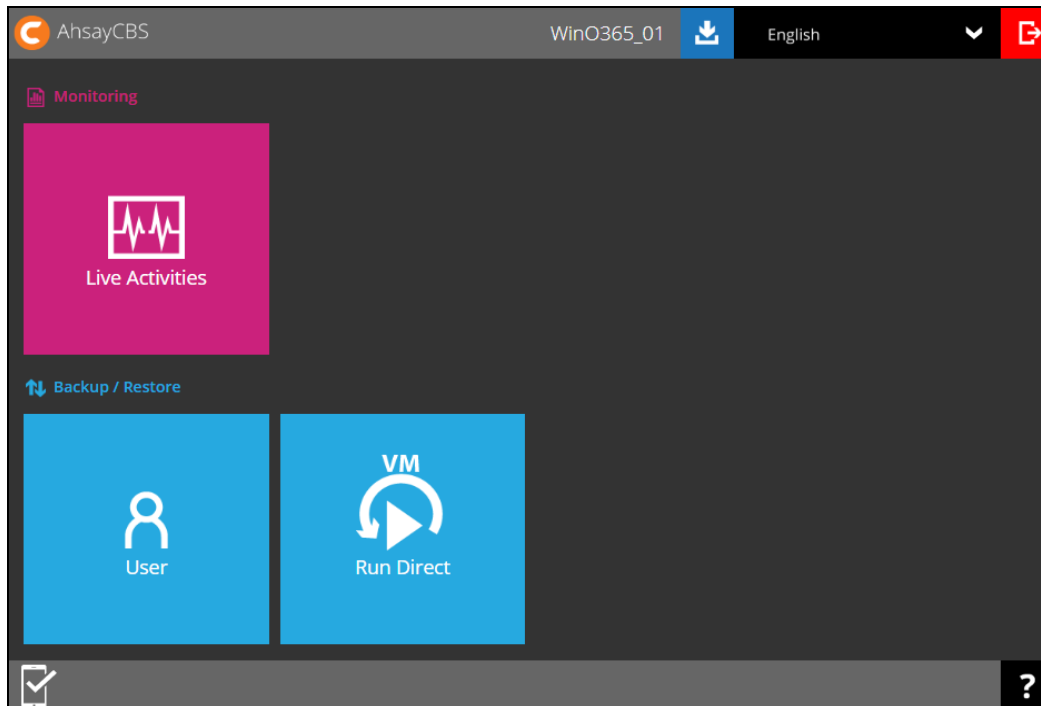 AhsayCBS
WinO365_01
English
Monitoring
Live Activities
Backup / Restore
User
VM
Run Direct
?